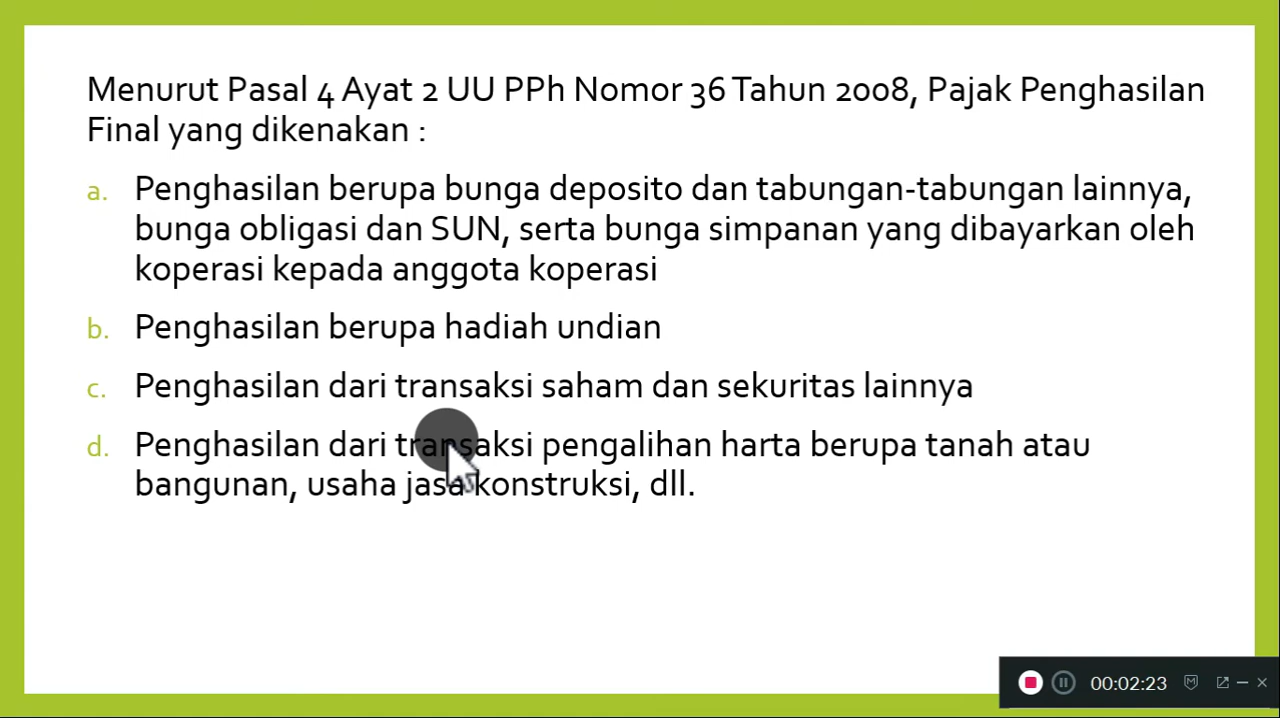 Menurut Pasal 4 Ayat 2 UU PPh Nomor 36 Tahun 2008, Pajak Penghasilan
Final yang dikenakan :
a. Penghasilan berupa bunga deposito dan tabungan-tabungan lainnya,
bunga obligasi dan SUN, serta bunga simpanan yang dibayarkan oleh
koperasi kepada anggota koperasi
b. Penghasilan berupa hadiah undian
c. Penghasilan dari transaksi saham dan sekuritas lainnya
d. Penghasilan dari transaksi pengalihan harta berupa tanah atau
bangunan, usaha jasa konstruksi, dll.
00:02:23